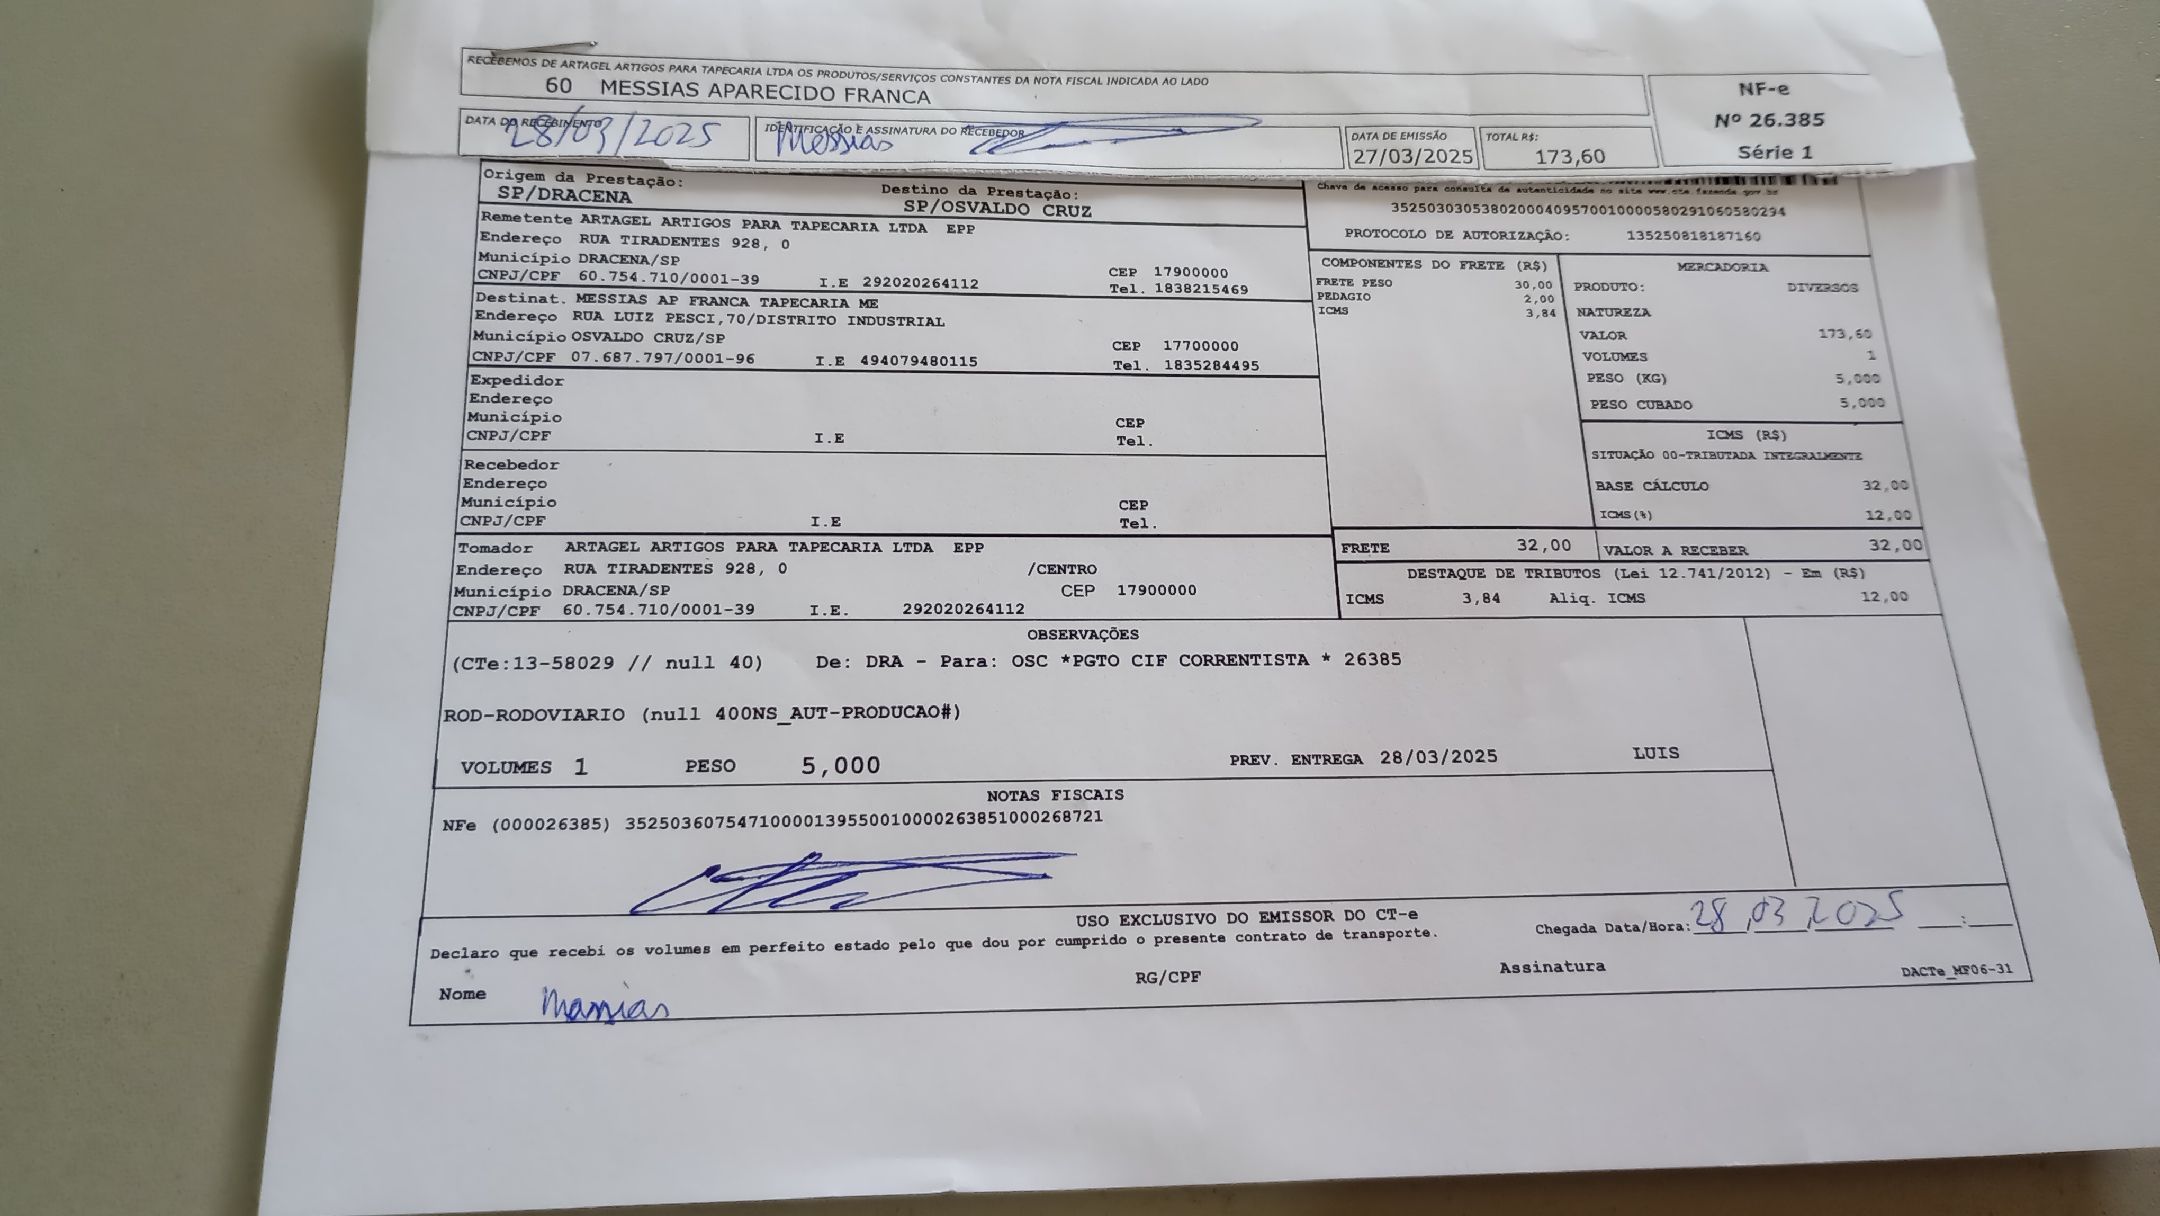 RECEBEMOS DE ARTAGEL ARTIGOS PARA TAPECARIA LTDA OS PRODUTOS/SERVIÇOS CONSTANTES DA NOTA FISCAL INDICADA AO LADO
60 MESSIAS APARECIDO FRANCA
NF-e
Nº 26.385
Série 1
DATA DO RECEBIMENTO
28/03/2025
IDENTIFICAÇÃO E ASSINATURA DO RECEBEDOR
Messias
DATA DE EMISSÃO
27/03/2025
TOTAL R$:
173,60
Origem da Prestação:
SP/DRACENA
Destino da Prestação:
SP/OSVALDO CRUZ
Chave de acesso para consulta de autenticidade no site www.cte.fazenda.gov.br
35250303053802000409570010000580291060580294
PROTOCOLO DE AUTORIZAÇÃO: 135250818187160
Remetente ARTAGEL ARTIGOS PARA TAPECARIA LTDA EPP
Endereço RUA TIRADENTES 928, 0
Município DRACENA/SP CEP 17900000
CNPJ/CPF 60.754.710/0001-39 I.E 292020264112 Tel. 1838215469
Destinat. MESSIAS AP FRANCA TAPECARIA ME
Endereço RUA LUIZ PESCI,70/DISTRITO INDUSTRIAL
Município OSVALDO CRUZ/SP CEP 17700000
CNPJ/CPF 07.687.797/0001-96 I.E 494079480115 Tel. 1835284495
Expedidor
Endereço
Município CEP
CNPJ/CPF I.E Tel.
Recebedor
Endereço
Município CEP
CNPJ/CPF I.E Tel.
Tomador ARTAGEL ARTIGOS PARA TAPECARIA LTDA EPP
Endereço RUA TIRADENTES 928, 0 /CENTRO
Município DRACENA/SP CEP 17900000
CNPJ/CPF 60.754.710/0001-39 I.E. 292020264112
COMPONENTES DO FRETE (R$)
FRETE PESO 30,00
PEDAGIO 2,00
ICMS 3,84
MERCADORIA
PRODUTO: DIVERSOS
NATUREZA
VALOR 173,60
VOLUMES 1
PESO (KG) 5,000
PESO CUBADO 5,000
ICMS (R$)
SITUAÇÃO 00-TRIBUTADA INTEGRALMENTE
BASE CÁLCULO 32,00
ICMS(%) 12,00
FRETE 32,00 VALOR A RECEBER 32,00
DESTAQUE DE TRIBUTOS (Lei 12.741/2012) - Em (R$)
ICMS 3,84 Aliq. ICMS 12,00
OBSERVAÇÕES
(CTe:13-58029 // null 40) De: DRA - Para: OSC *PGTO CIF CORRENTISTA * 26385
ROD-RODOVIARIO (null 400NS_AUT-PRODUCAO#)
VOLUMES 1 PESO 5,000 PREV. ENTREGA 28/03/2025 LUIS
NOTAS FISCAIS
NFe (000026385) 35250360754710000139550010000263851000268721
USO EXCLUSIVO DO EMISSOR DO CT-e
Declaro que recebi os volumes em perfeito estado pelo que dou por cumprido o presente contrato de transporte.
Chegada Data/Hora: 28 03 2025 :
Nome Messias RG/CPF Assinatura DACTe_MF06-31